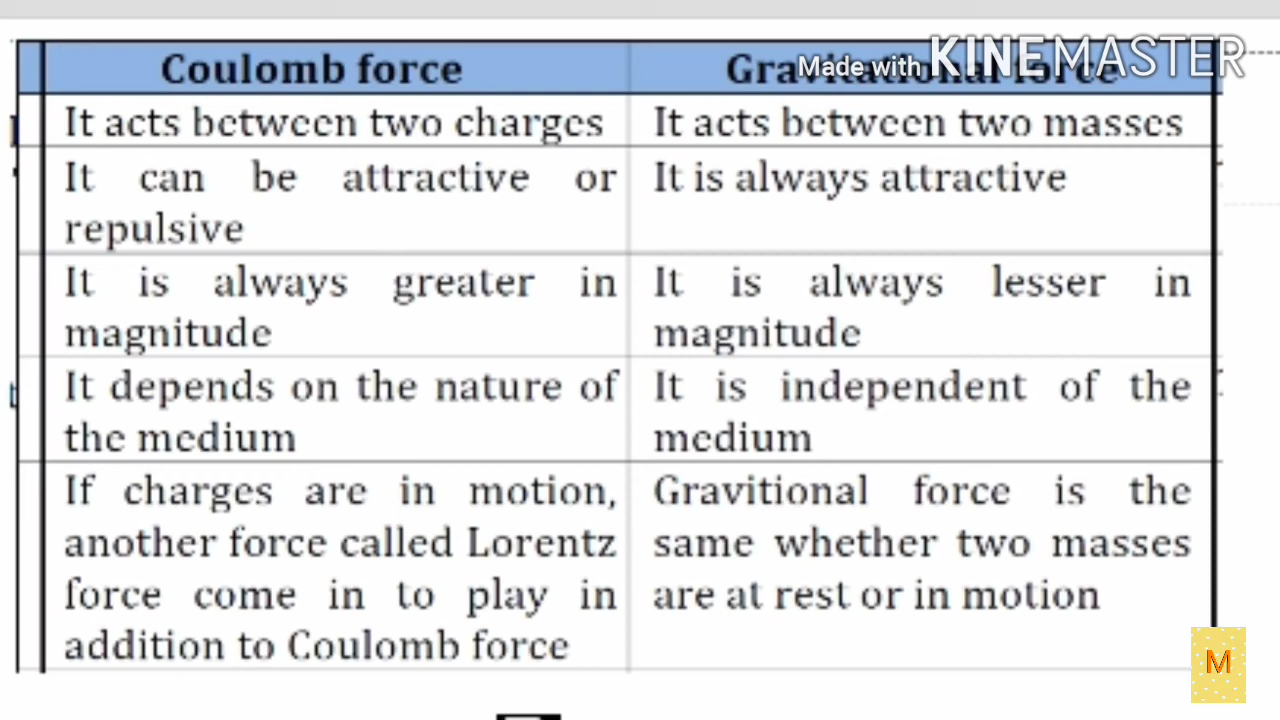 Coulomb force
Gravitational force
Made with KINEMASTER
It acts between two charges
It acts between two masses
It can be attractive or
repulsive
It is always attractive
It is always greater in
magnitude
It is always lesser in
magnitude
It depends on the nature of
the medium
It is independent of the
medium
If charges are in motion,
another force called Lorentz
force come in to play in
addition to Coulomb force
Gravitional force is the
same whether two masses
are at rest or in motion
M